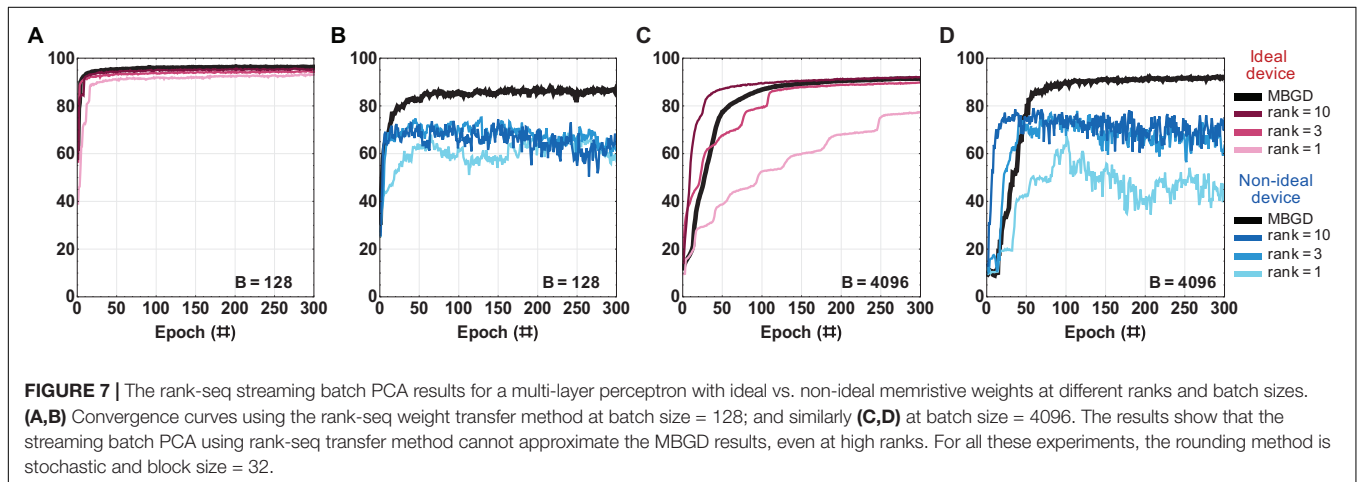 A B C D
100 100 100 100
80 80 80 80
60 60 60 60
40 40 40 40
20 20 20 20
0 0 0 0
B = 128 B = 128 B = 4096 B = 4096
0 50 100 150 200 250 300 0 50 100 150 200 250 300 0 50 100 150 200 250 300 0 50 100 150 200 250 300
Epoch (#) Epoch (#) Epoch (#) Epoch (#)
Ideal
device
MBGD
rank = 10
rank = 3
rank = 1
Non-ideal
device
MBGD
rank = 10
rank = 3
rank = 1
FIGURE 7 | The rank-seq streaming batch PCA results for a multi-layer perceptron with ideal vs. non-ideal memristive weights at different ranks and batch sizes.
(A,B) Convergence curves using the rank-seq weight transfer method at batch size = 128; and similarly (C,D) at batch size = 4096. The results show that the
streaming batch PCA using rank-seq transfer method cannot approximate the MBGD results, even at high ranks. For all these experiments, the rounding method is
stochastic and block size = 32.